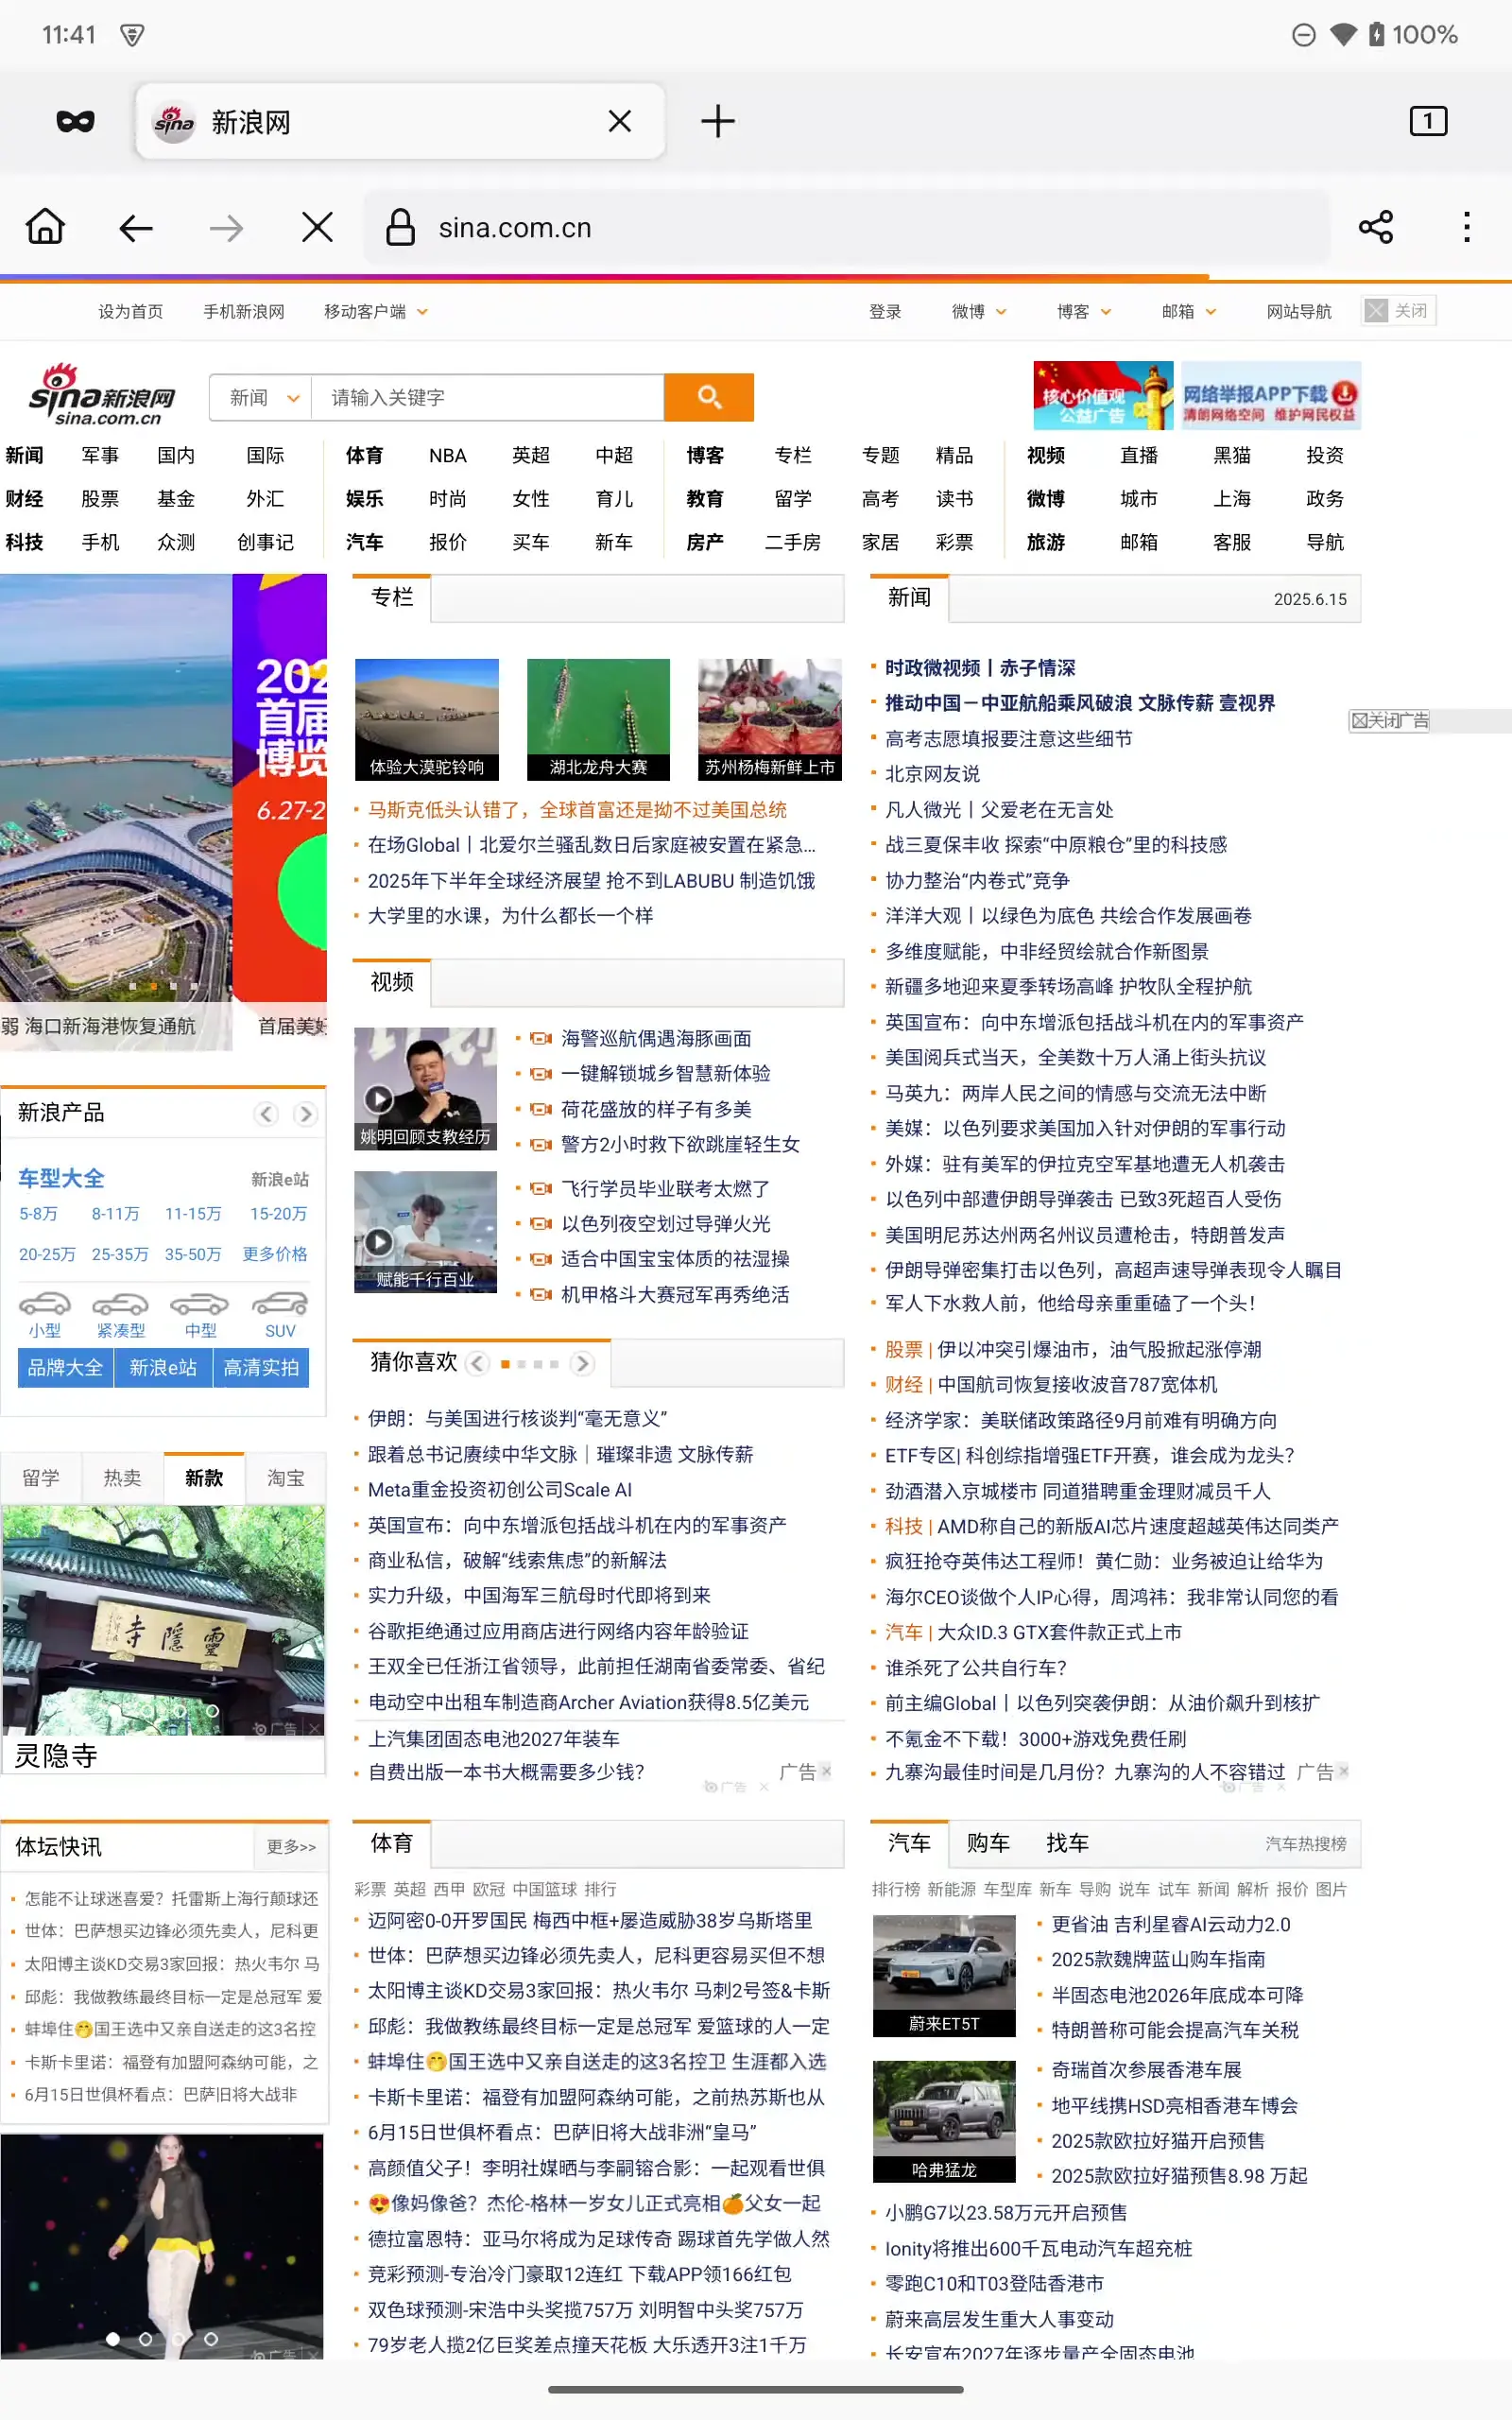 11:41
100%
新浪网
1
sina.com.cn
设为首页 手机新浪网 移动客户端 登录 微博 博客 邮箱 网站导航 关闭
sina新浪网
sina.com.cn
新闻 请输入关键字
核心价值观
公益广告
网络举报APP下载
清朗网络空间 维护网民权益
新闻 军事 国内 国际 体育 NBA 英超 中超 博客 专栏 专题 精品 视频 直播 黑猫 投资
财经 股票 基金 外汇 娱乐 时尚 女性 育儿 教育 留学 高考 读书 微博 城市 上海 政务
科技 手机 众测 创事记 汽车 报价 买车 新车 房产 二手房 家居 彩票 旅游 邮箱 客服 导航
202
首届
博览
6.27-2
弱 海口新海港恢复通航
首届美好
新浪产品
车型大全 新浪e站
5-8万 8-11万 11-15万 15-20万
20-25万 25-35万 35-50万 更多价格
小型 紧凑型 中型 SUV
品牌大全 新浪e站 高清实拍
留学 热卖 新款 淘宝
靈隱寺
广告
灵隐寺
体坛快讯 更多>>
怎能不让球迷喜爱？托雷斯上海行颠球还
世体：巴萨想买边锋必须先卖人，尼科更
太阳博主谈KD交易3家回报：热火韦尔 马
邱彪：我做教练最终目标一定是总冠军 爱
蚌埠住🤭国王选中又亲自送走的这3名控
卡斯卡里诺：福登有加盟阿森纳可能，之
6月15日世俱杯看点：巴萨旧将大战非
广告
专栏
体验大漠驼铃响 湖北龙舟大赛 苏州杨梅新鲜上市
马斯克低头认错了，全球首富还是拗不过美国总统
在场Global丨北爱尔兰骚乱数日后家庭被安置在紧急...
2025年下半年全球经济展望 抢不到LABUBU 制造饥饿
大学里的水课，为什么都长一个样
视频
姚明回顾支教经历
海警巡航偶遇海豚画面
一键解锁城乡智慧新体验
荷花盛放的样子有多美
警方2小时救下欲跳崖轻生女
赋能千行百业
飞行学员毕业联考太燃了
以色列夜空划过导弹火光
适合中国宝宝体质的祛湿操
机甲格斗大赛冠军再秀绝活
猜你喜欢
伊朗：与美国进行核谈判“毫无意义”
跟着总书记赓续中华文脉｜璀璨非遗 文脉传薪
Meta重金投资初创公司Scale AI
英国宣布：向中东增派包括战斗机在内的军事资产
商业私信，破解“线索焦虑”的新解法
实力升级，中国海军三航母时代即将到来
谷歌拒绝通过应用商店进行网络内容年龄验证
王双全已任浙江省领导，此前担任湖南省委常委、省纪
电动空中出租车制造商Archer Aviation获得8.5亿美元
上汽集团固态电池2027年装车
自费出版一本书大概需要多少钱？ 广告
广告
体育
彩票 英超 西甲 欧冠 中国篮球 排行
迈阿密0-0开罗国民 梅西中框+屡造威胁38岁乌斯塔里
世体：巴萨想买边锋必须先卖人，尼科更容易买但不想
太阳博主谈KD交易3家回报：热火韦尔 马刺2号签&卡斯
邱彪：我做教练最终目标一定是总冠军 爱篮球的人一定
蚌埠住🤭国王选中又亲自送走的这3名控卫 生涯都入选
卡斯卡里诺：福登有加盟阿森纳可能，之前热苏斯也从
6月15日世俱杯看点：巴萨旧将大战非洲“皇马”
高颜值父子！李明社媒晒与李嗣镕合影：一起观看世俱
😍像妈像爸？杰伦-格林一岁女儿正式亮相🍊父女一起
德拉富恩特：亚马尔将成为足球传奇 踢球首先学做人然
竞彩预测-专治冷门豪取12连红 下载APP领166红包
双色球预测-宋浩中头奖揽757万 刘明智中头奖757万
79岁老人揽2亿巨奖差点撞天花板 大乐透开3注1千万
新闻 2025.6.15
时政微视频丨赤子情深
推动中国－中亚航船乘风破浪 文脉传薪 壹视界
关闭广告
高考志愿填报要注意这些细节
北京网友说
凡人微光丨父爱老在无言处
战三夏保丰收 探索“中原粮仓”里的科技感
协力整治“内卷式”竞争
洋洋大观丨以绿色为底色 共绘合作发展画卷
多维度赋能，中非经贸绘就合作新图景
新疆多地迎来夏季转场高峰 护牧队全程护航
英国宣布：向中东增派包括战斗机在内的军事资产
美国阅兵式当天，全美数十万人涌上街头抗议
马英九：两岸人民之间的情感与交流无法中断
美媒：以色列要求美国加入针对伊朗的军事行动
外媒：驻有美军的伊拉克空军基地遭无人机袭击
以色列中部遭伊朗导弹袭击 已致3死超百人受伤
美国明尼苏达州两名州议员遭枪击，特朗普发声
伊朗导弹密集打击以色列，高超声速导弹表现令人瞩目
军人下水救人前，他给母亲重重磕了一个头！
股票 | 伊以冲突引爆油市，油气股掀起涨停潮
财经 | 中国航司恢复接收波音787宽体机
经济学家：美联储政策路径9月前难有明确方向
ETF专区| 科创综指增强ETF开赛，谁会成为龙头？
劲酒潜入京城楼市 同道猎聘重金理财减员千人
科技 | AMD称自己的新版AI芯片速度超越英伟达同类产
疯狂抢夺英伟达工程师！黄仁勋：业务被迫让给华为
海尔CEO谈做个人IP心得，周鸿祎：我非常认同您的看
汽车 | 大众ID.3 GTX套件款正式上市
谁杀死了公共自行车？
前主编Global丨以色列突袭伊朗：从油价飙升到核扩
不氪金不下载！3000+游戏免费任刷
九寨沟最佳时间是几月份？九寨沟的人不容错过 广告
广告
汽车 购车 找车 汽车热搜榜
排行榜 新能源 车型库 新车 导购 说车 试车 新闻 解析 报价 图片
蔚来ET5T
更省油 吉利星睿AI云动力2.0
2025款魏牌蓝山购车指南
半固态电池2026年底成本可降
特朗普称可能会提高汽车关税
哈弗猛龙
奇瑞首次参展香港车展
地平线携HSD亮相香港车博会
2025款欧拉好猫开启预售
2025款欧拉好猫预售8.98 万起
小鹏G7以23.58万元开启预售
Ionity将推出600千瓦电动汽车超充桩
零跑C10和T03登陆香港市
蔚来高层发生重大人事变动
长安宣布2027年逐步量产全固态电池